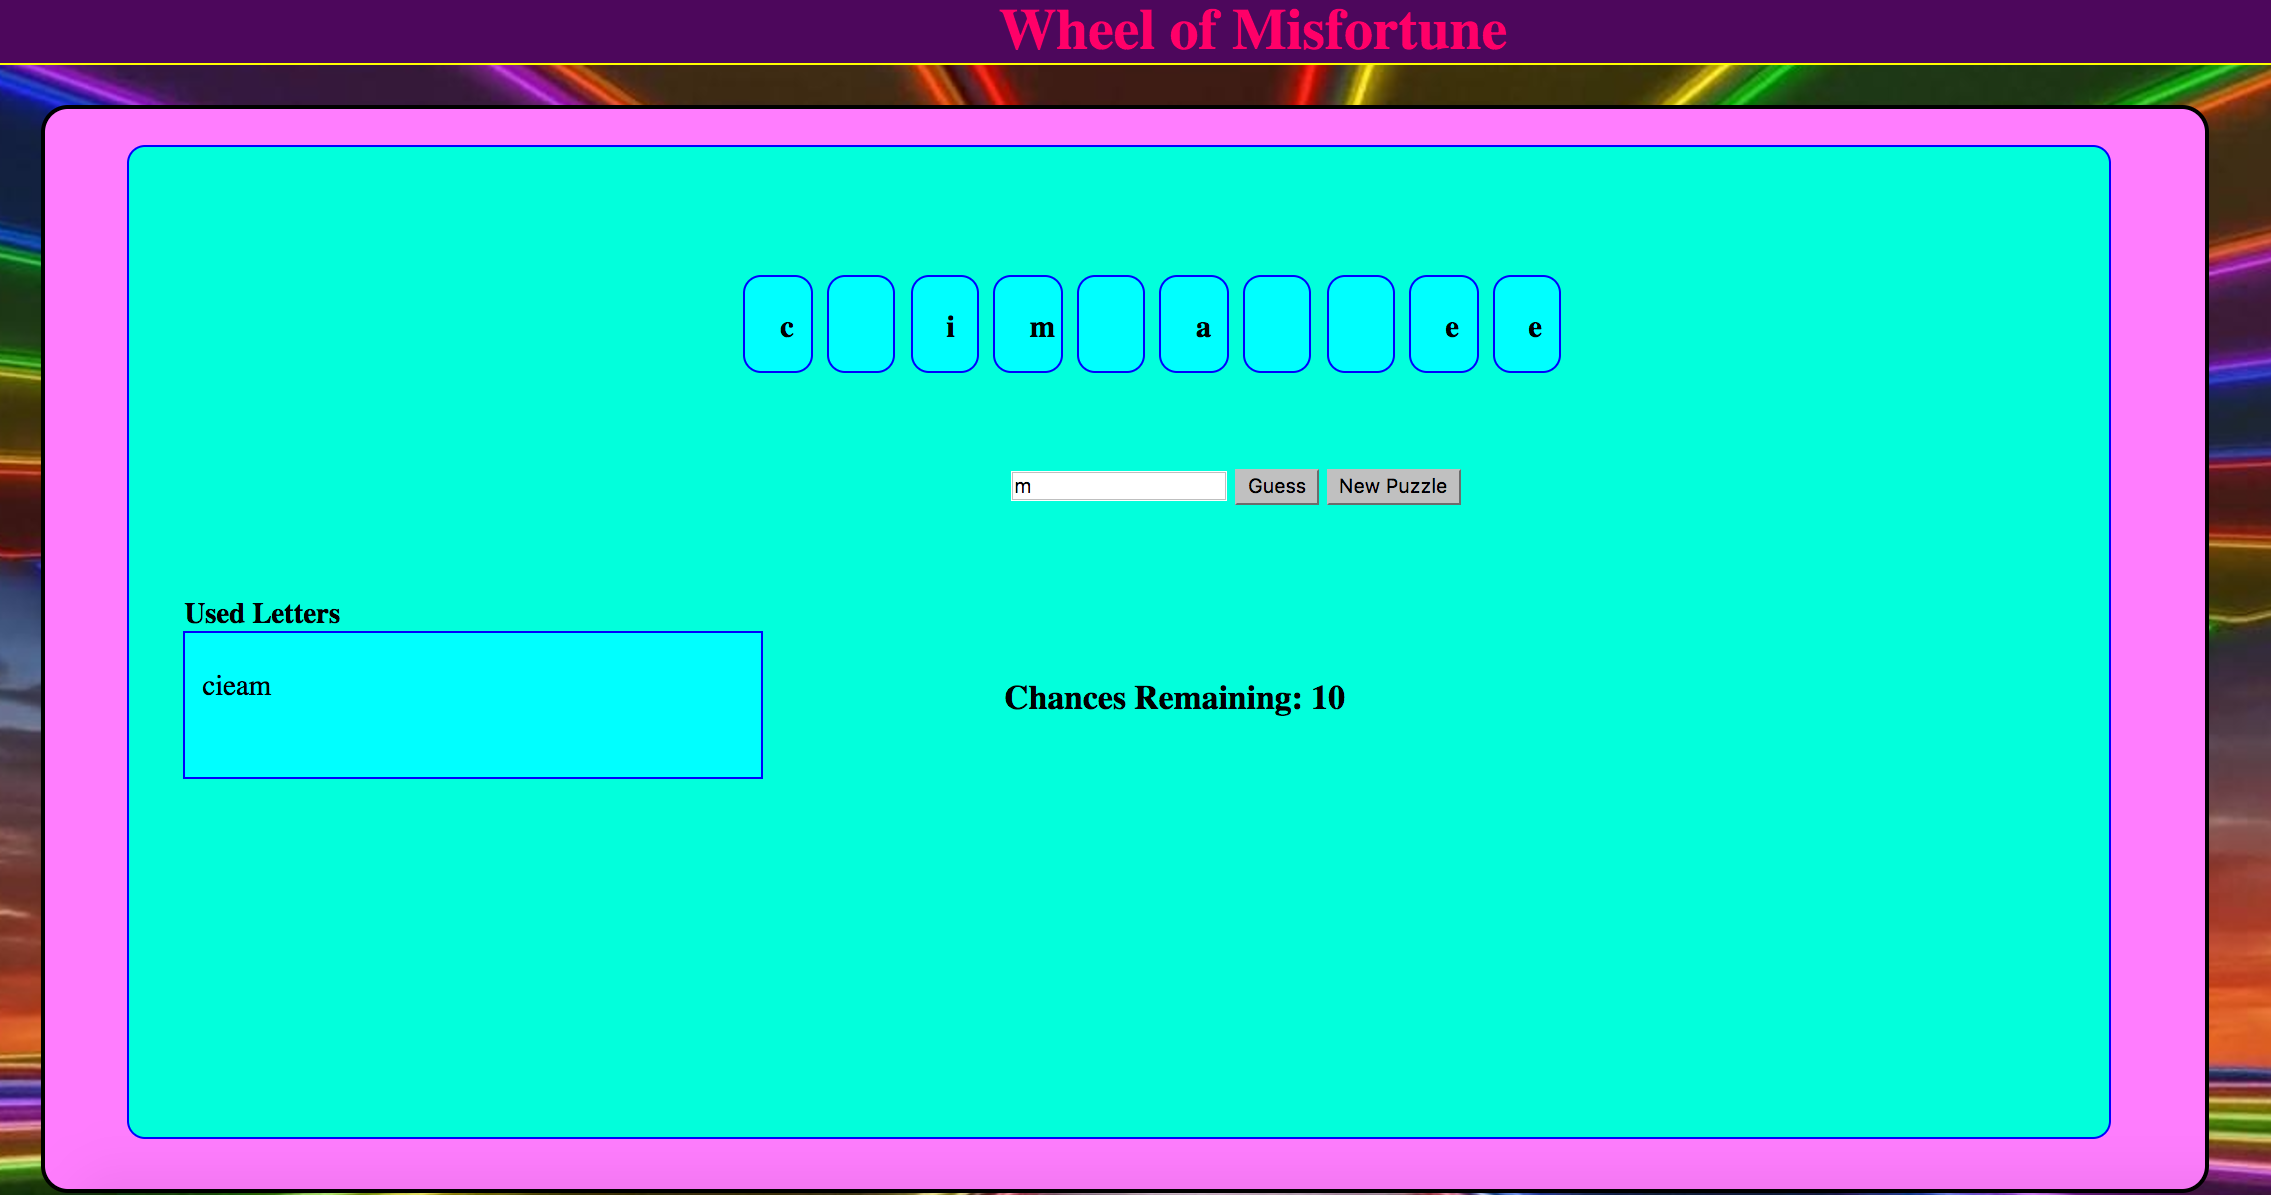 Wheel of Misfortune
c i m a e e
m Guess New Puzzle
Used Letters
cieam
Chances Remaining: 10